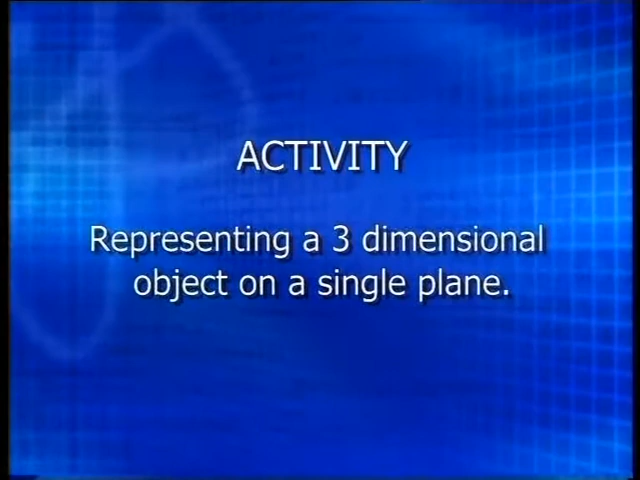 ACTIVITY
Representing a 3 dimensional
object on a single plane.